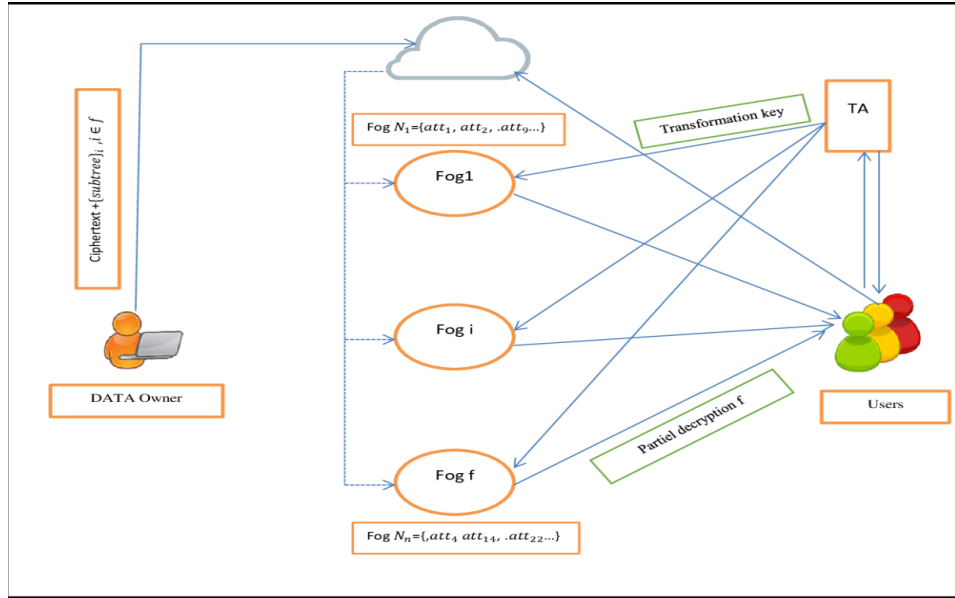 Ciphertext +{subtree}ᵢ ,i ∈ f
Fog N₁={att₁, att₂, .att₉...}
Transformation key
TA
Fog1
Fog i
DATA Owner
Users
Partiel decryption f
Fog f
Fog Nₙ={,att₄ att₁₄, .att₂₂...}